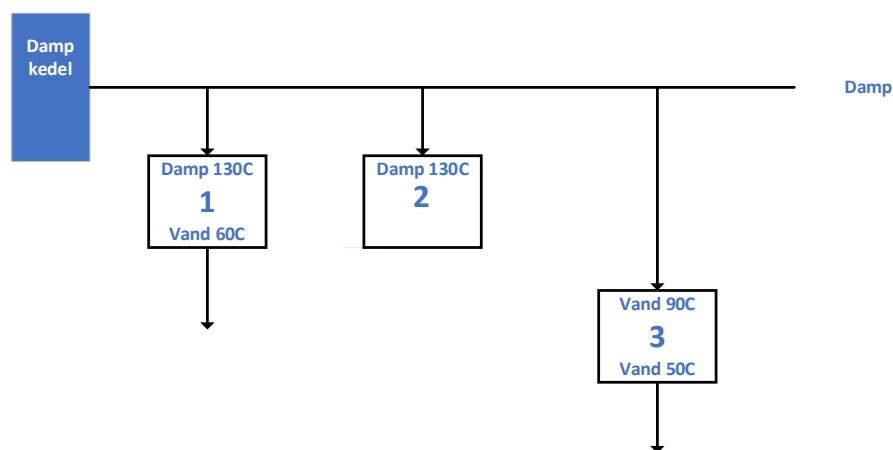 Damp
kedel
Damp
Damp 130C
1
Vand 60C
Damp 130C
2
Vand 90C
3
Vand 50C